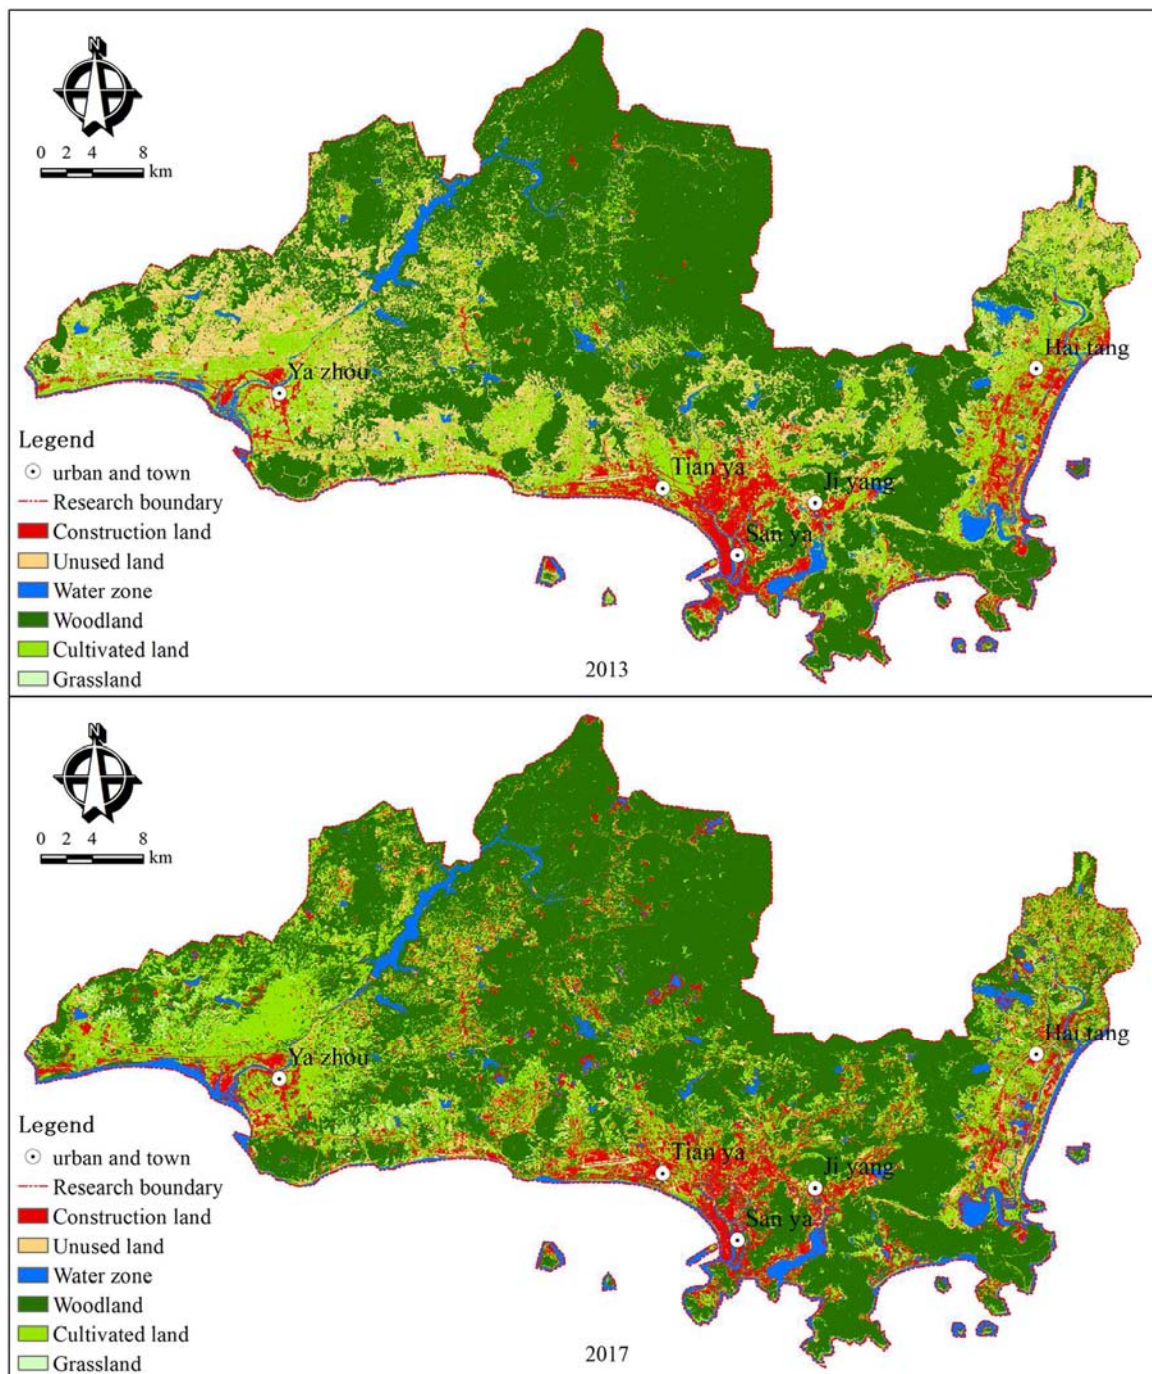 N
0 2 4 8
km
Hai tang
Ya zhou
Tian ya
Ji yang
San ya
Legend
urban and town
Research boundary
Construction land
Unused land
Water zone
Woodland
Cultivated land
Grassland
2013
N
0 2 4 8
km
Hai tang
Ya zhou
Tian ya
Ji yang
San ya
Legend
urban and town
Research boundary
Construction land
Unused land
Water zone
Woodland
Cultivated land
Grassland
2017